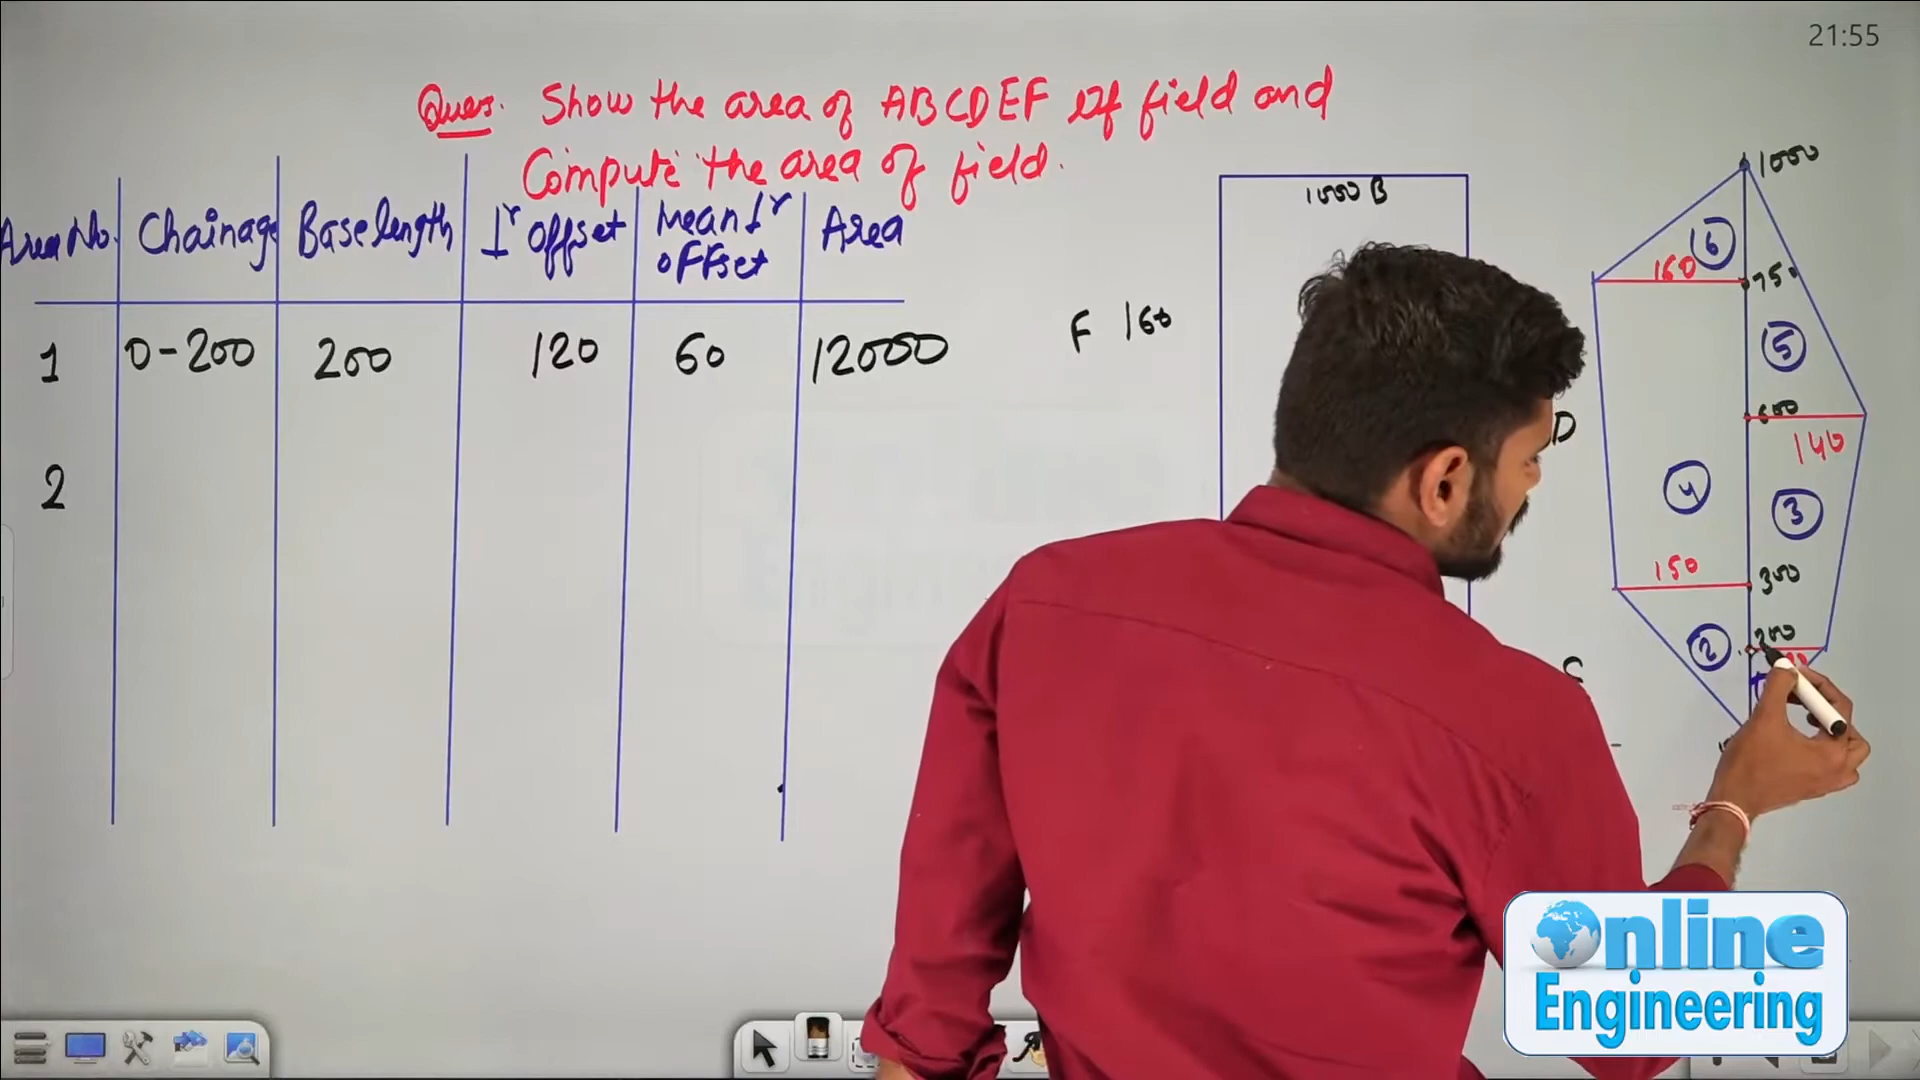 21:55
Ques. Show the area of ABCDEF of field and
Compute the area of field.
Area No. Chainage Base length ⊥r offset Mean ⊥r offset Area
1 0-200 200 120 60 12000
2
1000 B
F 160
D
C
1000
6
160
750
5
600
140
4
3
150
300
2
200
Online
Engineering